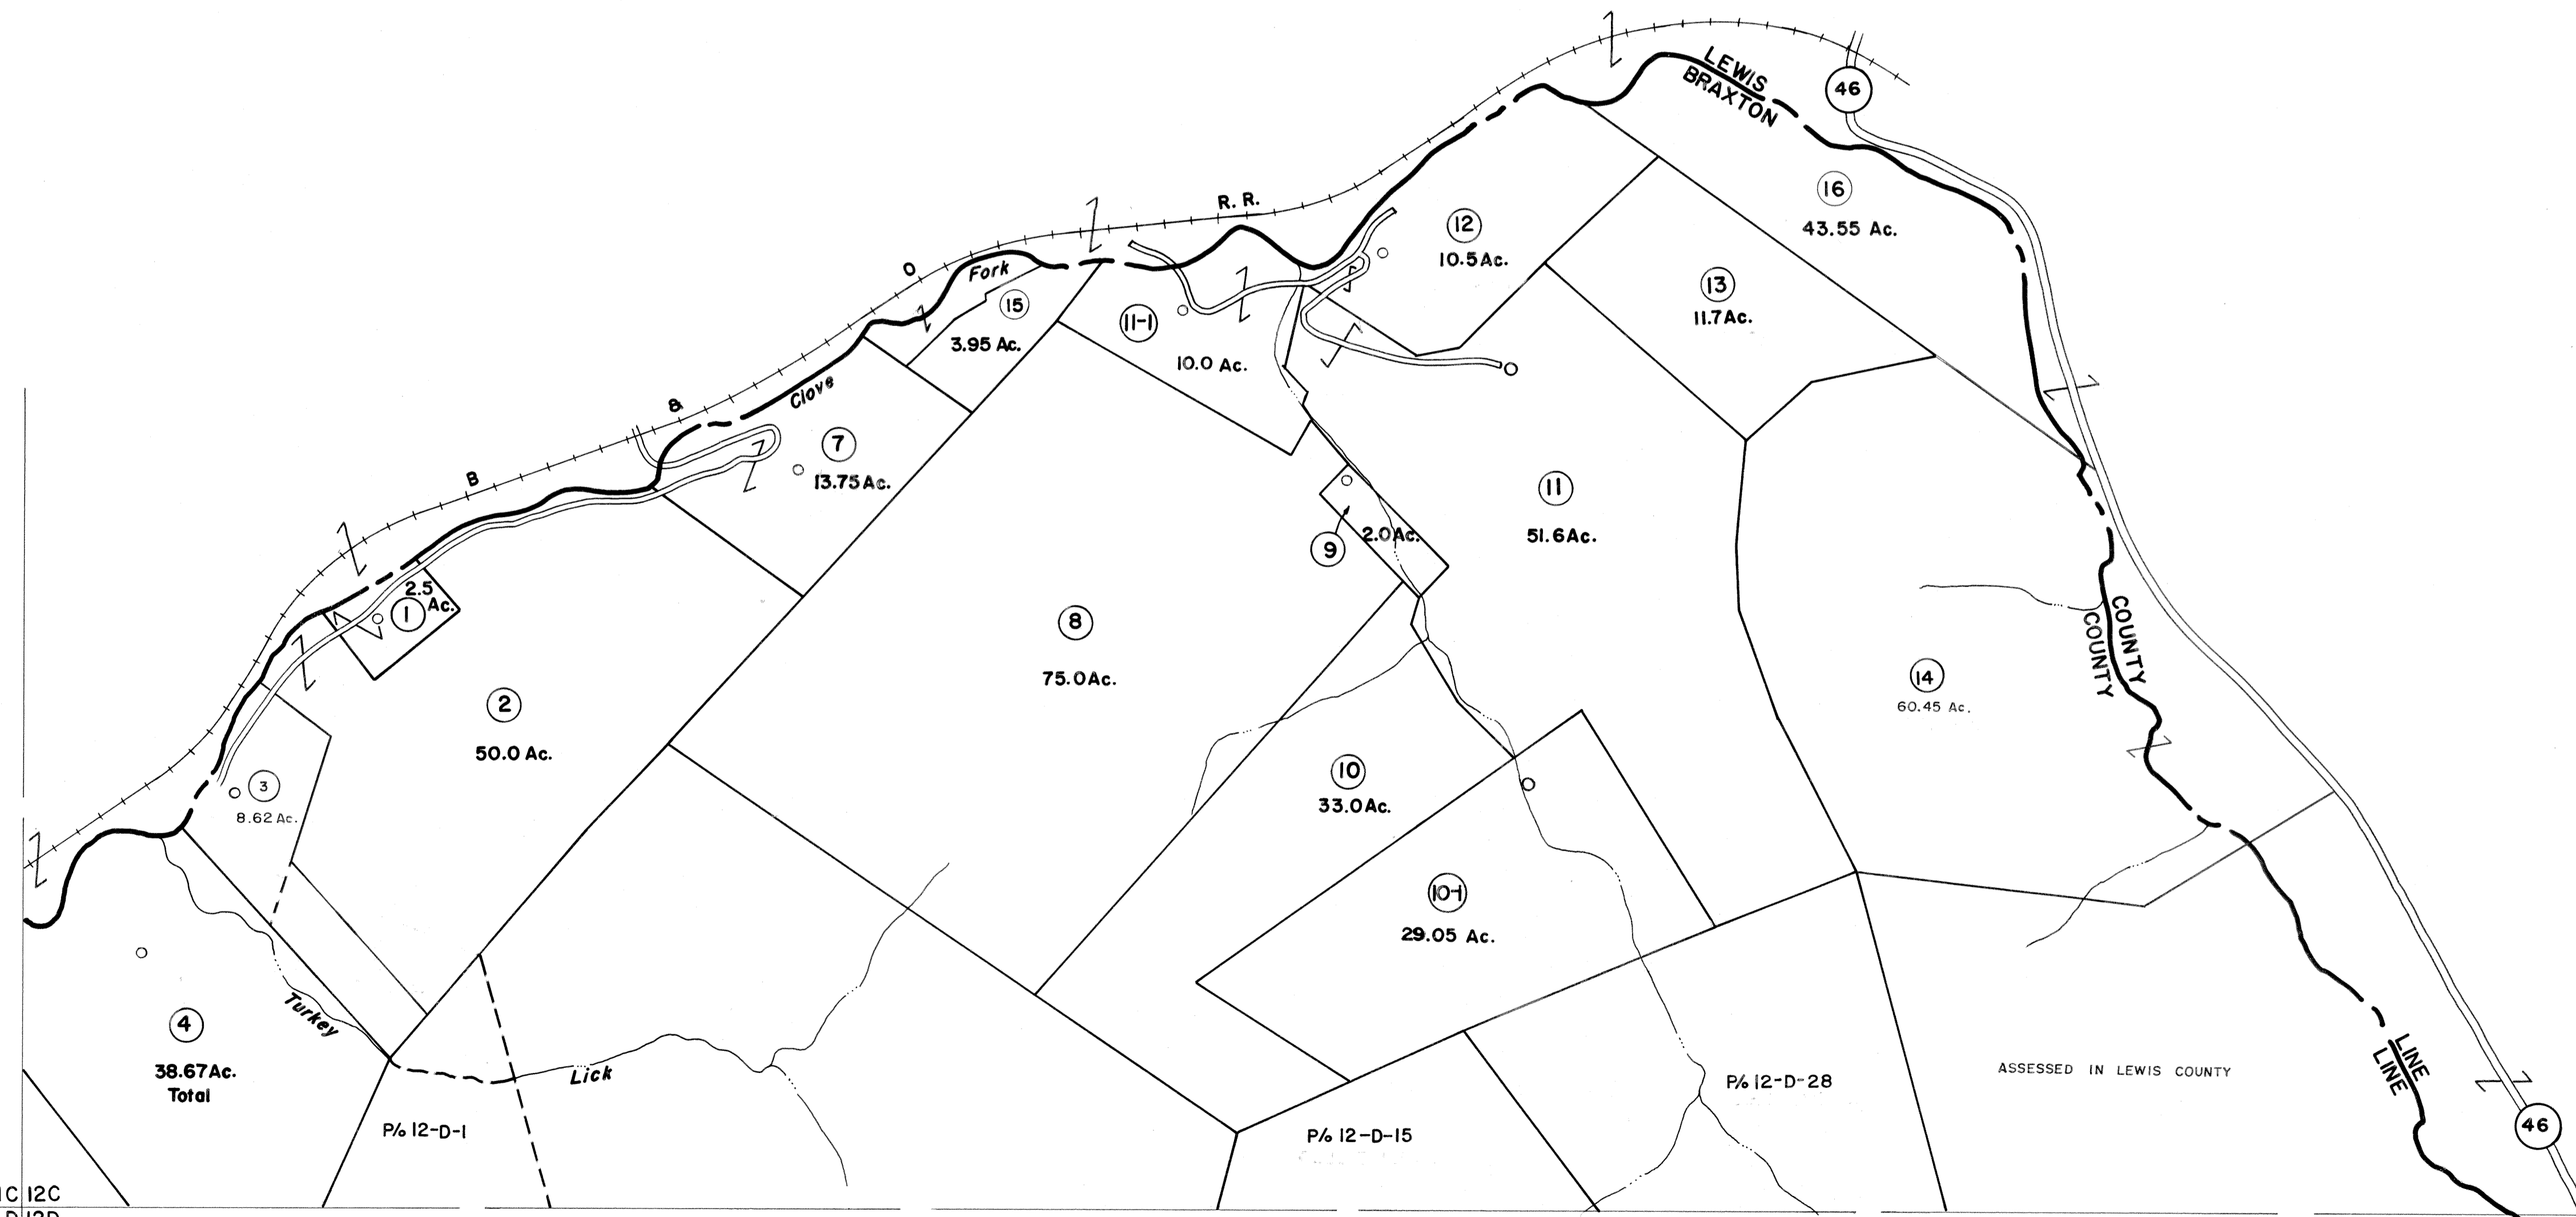 LEWIS
BRAXTON
46
16
43.55 Ac.
R. R.
12
10.5 Ac.
13
11.7 Ac.
O
Fork
15
3.95 Ac.
11-1
10.0 Ac.
&
Clove
7
13.75 Ac.
B
9
2.0 Ac.
11
51.6 Ac.
2.5
Ac.
1
8
75.0 Ac.
COUNTY
COUNTY
14
60.45 Ac.
2
50.0 Ac.
3
8.62 Ac.
10
33.0 Ac.
10-1
29.05 Ac.
4
38.67 Ac.
Total
Turkey
Lick
P/o 12-D-1
P/o 12-D-15
P/o 12-D-28
ASSESSED IN LEWIS COUNTY
LINE
LINE
46
12C
12D